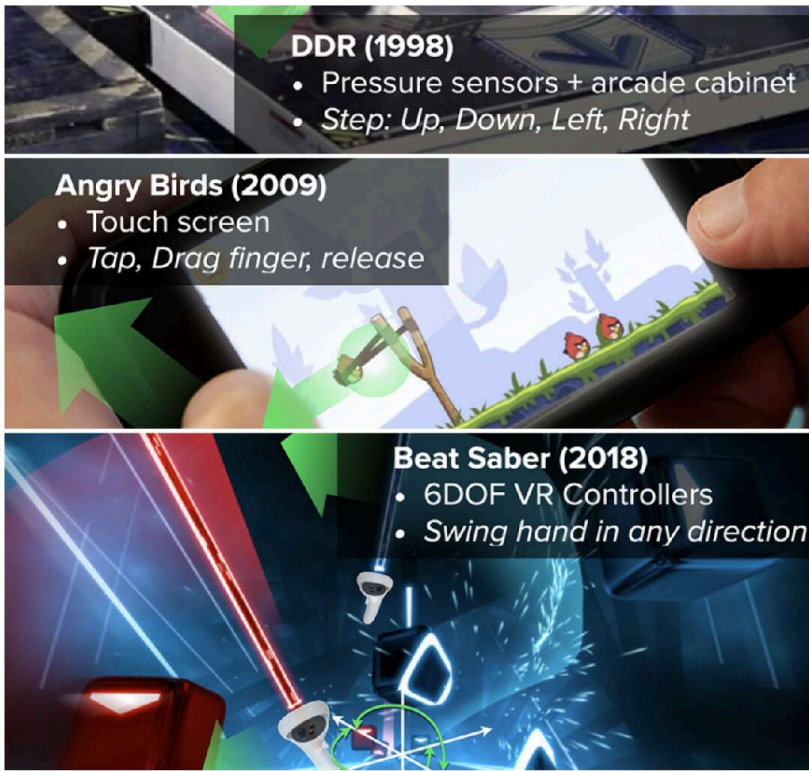 DDR (1998)
• Pressure sensors + arcade cabinet
• Step: Up, Down, Left, Right
Angry Birds (2009)
• Touch screen
• Tap, Drag finger, release
Beat Saber (2018)
• 6DOF VR Controllers
• Swing hand in any direction